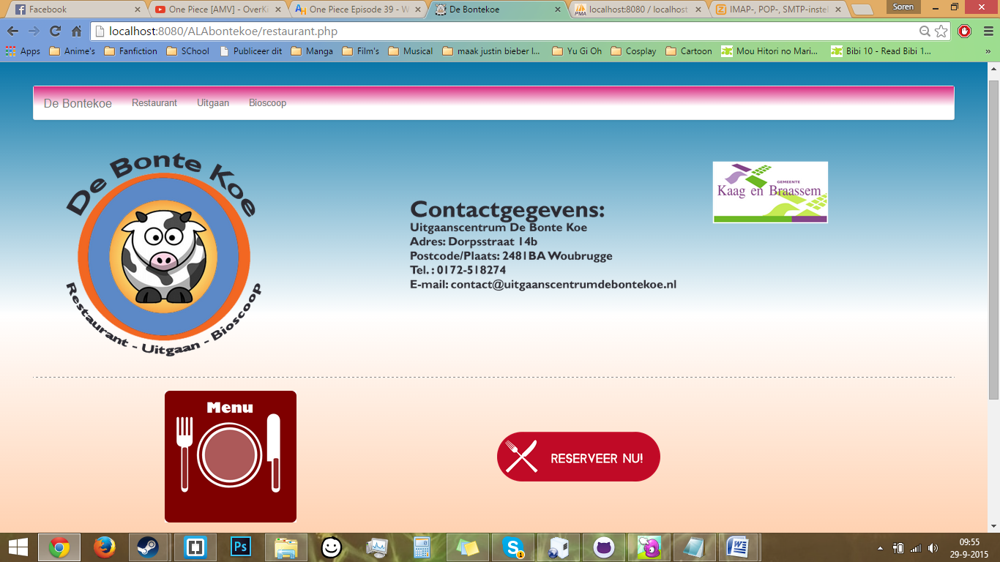 Facebook
One Piece [AMV] - OverKi
One Piece Episode 39 - W
De Bontekoe
localhost:8080 / localhost
IMAP-, POP-, SMTP-instel
Soren
localhost:8080/ALAbontekoe/restaurant.php
Apps
Anime's
Fanfiction
SChool
Publiceer dit
Manga
Film's
Musical
maak justin bieber l...
Yu Gi Oh
Cosplay
Cartoon
Mou Hitori no Mari...
Bibi 10 - Read Bibi 1...
»
De Bontekoe
Restaurant
Uitgaan
Bioscoop
De Bonte Koe
Restaurant - Uitgaan - Bioscoop
Contactgegevens:
Uitgaanscentrum De Bonte Koe
Adres: Dorpsstraat 14b
Postcode/Plaats: 2481BA Woubrugge
Tel. : 0172-518274
E-mail: contact@uitgaanscentrumdebontekoe.nl
GEMEENTE
Kaag en Braassem
Menu
RESERVEER NU!
Ps
1
09:55
29-9-2015